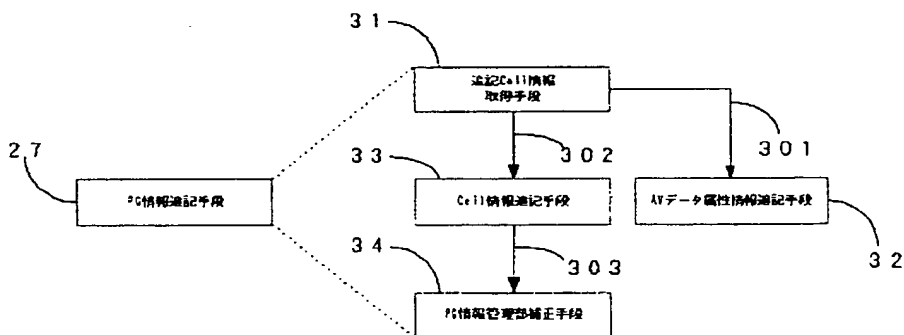 31
追記Cell情報
取得手段
302
301
27
33
PG情報追記手段
Cell情報追記手段
AVデータ属性情報追記手段
34
303
32
PG情報管理部補正手段